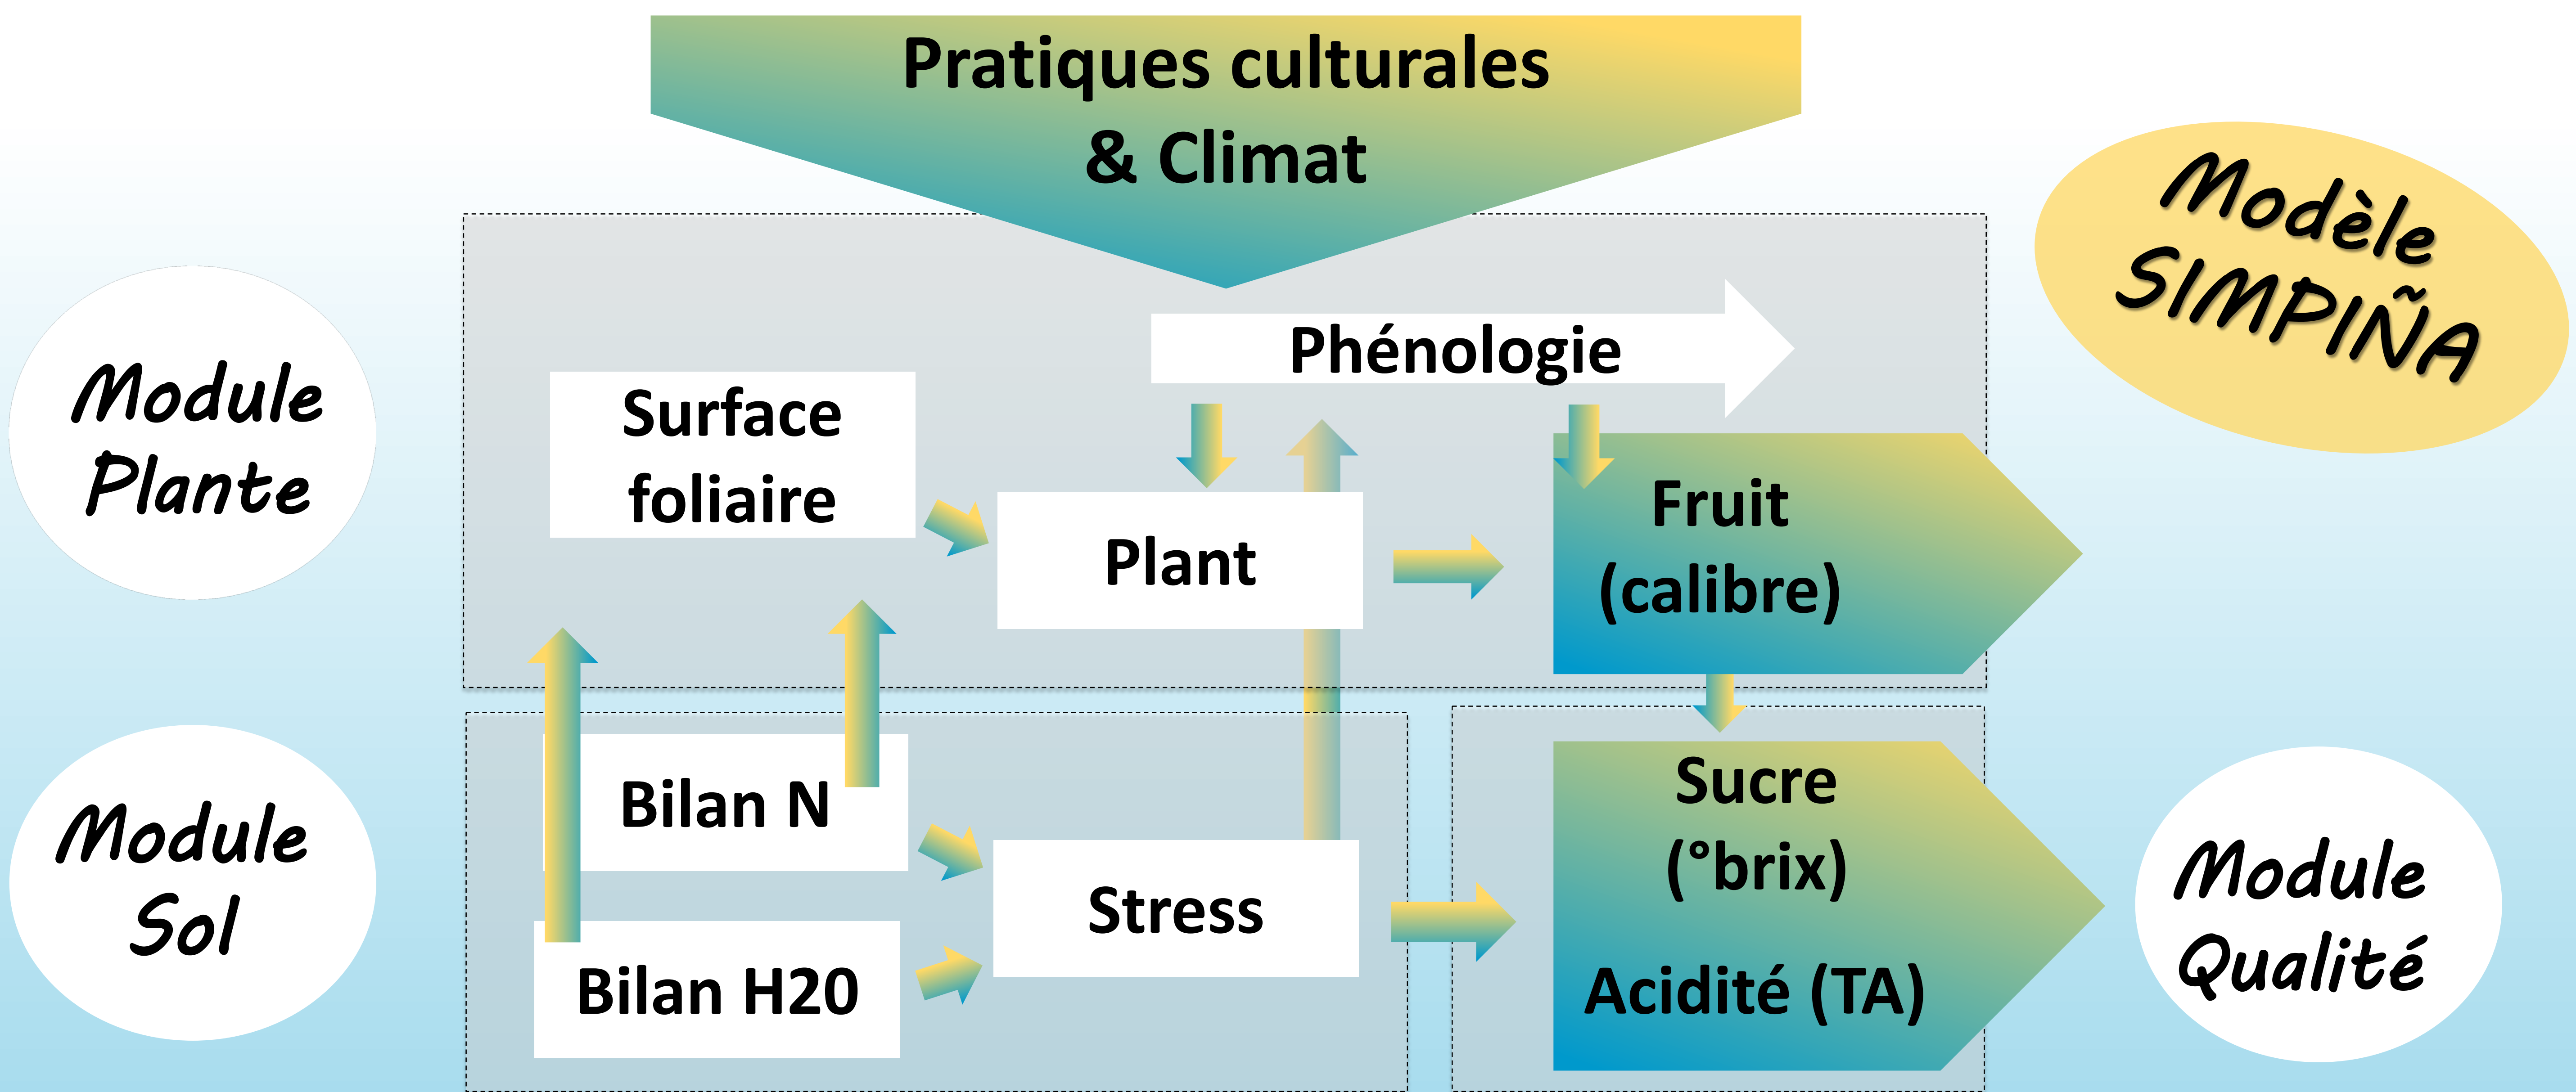 Pratiques culturales
& Climat
Modèle
SIMPIÑA
Module
Plante
Phénologie
Surface
foliaire
Plant
Fruit
(calibre)
Module
Sol
Bilan N
Bilan H20
Stress
Sucre
(°brix)
Acidité (TA)
Module
Qualité